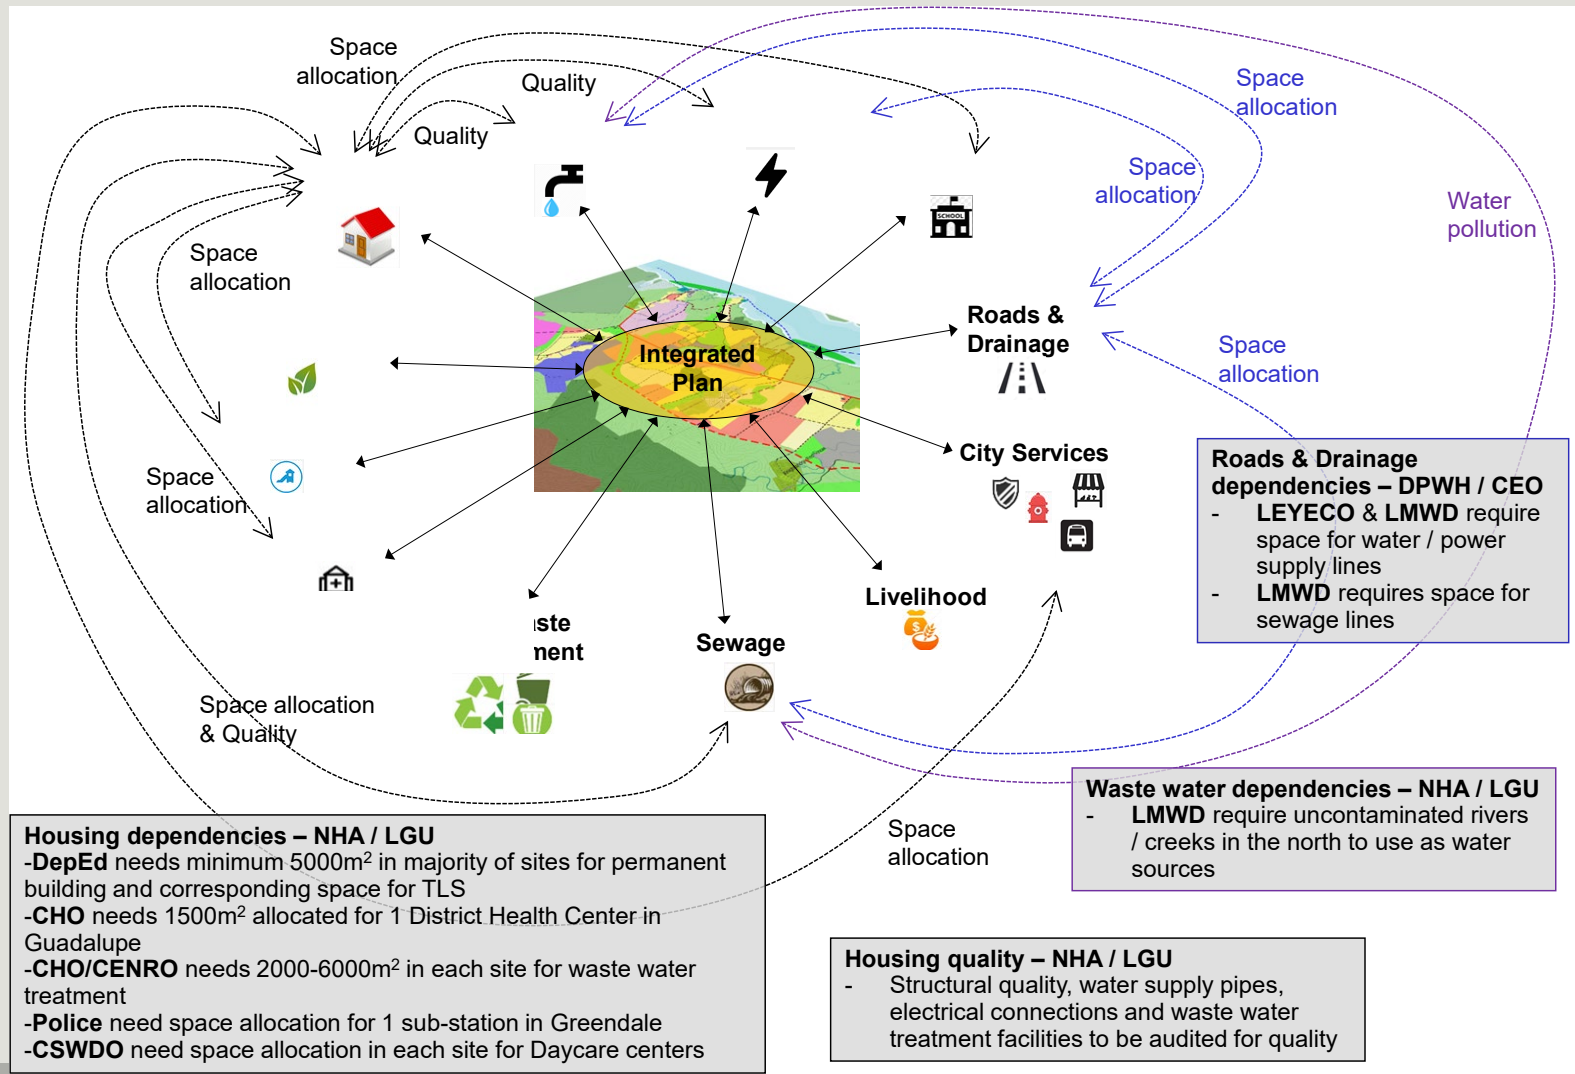 Space
allocation
Quality
Quality
Space
allocation
Space
allocation
Water
pollution
Space
allocation
SCHOOL
Roads &
Drainage
Integrated
Plan
Space
allocation
City Services
Space
allocation
Livelihood
Sewage
Space allocation
& Quality
Space
allocation
Roads & Drainage
dependencies – DPWH / CEO
- LEYECO & LMWD require
space for water / power
supply lines
- LMWD requires space for
sewage lines
Waste water dependencies – NHA / LGU
- LMWD require uncontaminated rivers
/ creeks in the north to use as water
sources
Housing dependencies – NHA / LGU
-DepEd needs minimum 5000m² in majority of sites for permanent
building and corresponding space for TLS
-CHO needs 1500m² allocated for 1 District Health Center in
Guadalupe
-CHO/CENRO needs 2000-6000m² in each site for waste water
treatment
-Police need space allocation for 1 sub-station in Greendale
-CSWDO need space allocation in each site for Daycare centers
Housing quality – NHA / LGU
- Structural quality, water supply pipes,
electrical connections and waste water
treatment facilities to be audited for quality